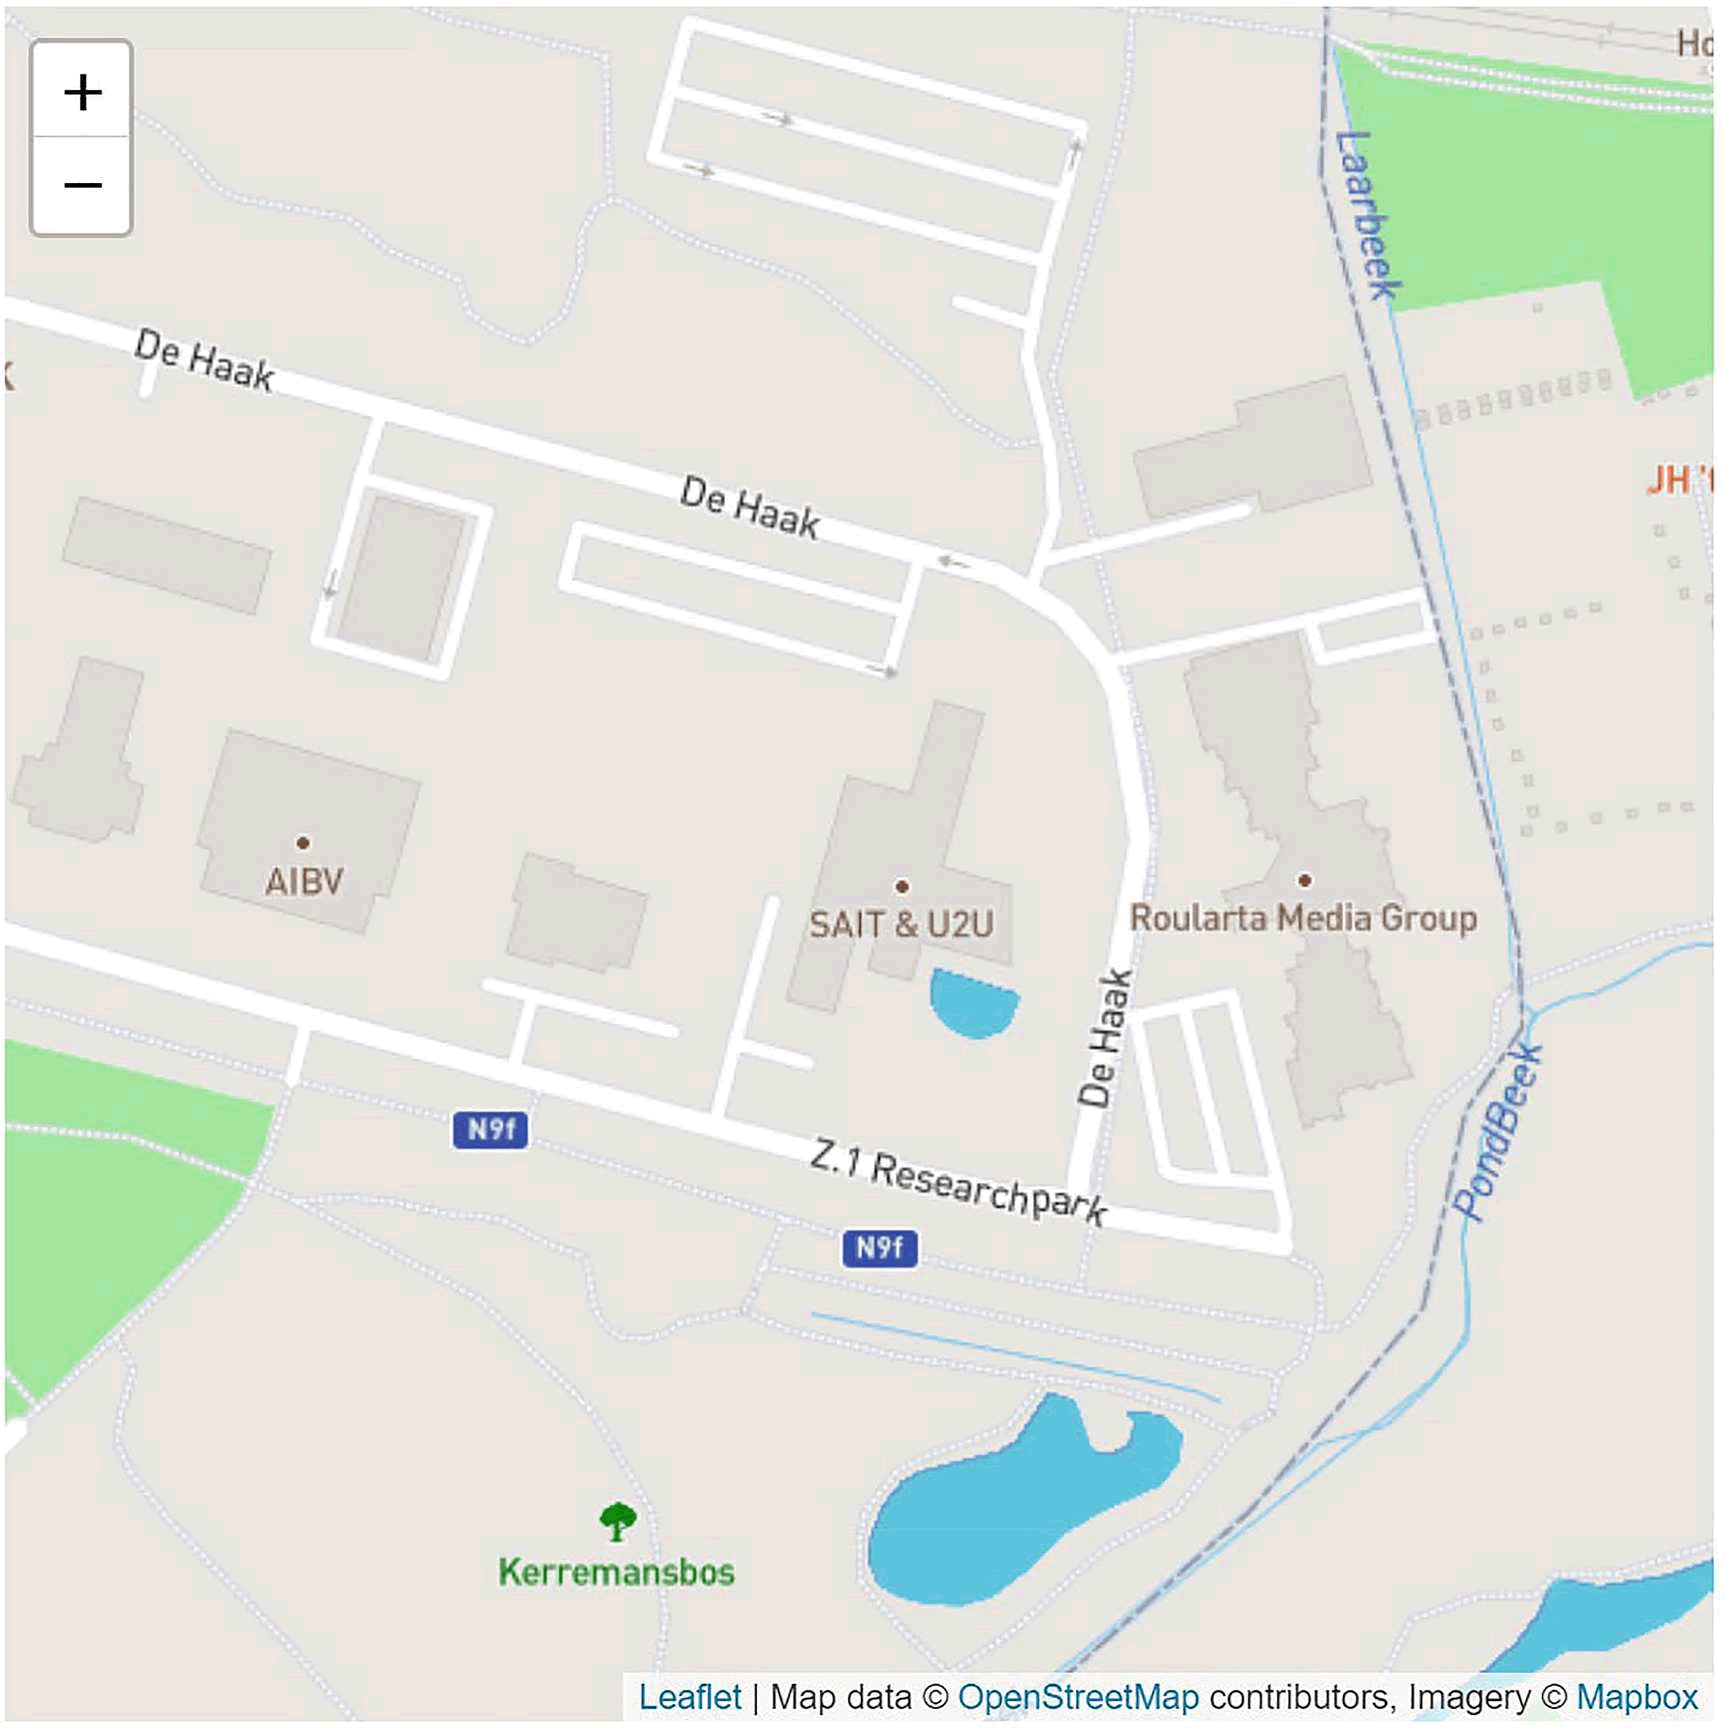 +
Ho
−
Laarbeek
De Haak
K
De Haak
JH 't
AIBV
SAIT & U2U
Roularta Media Group
De Haak
N9f
PondBeek
Z.1 Researchpark
N9f
Kerremansbos
Leaflet | Map data © OpenStreetMap contributors, Imagery © Mapbox